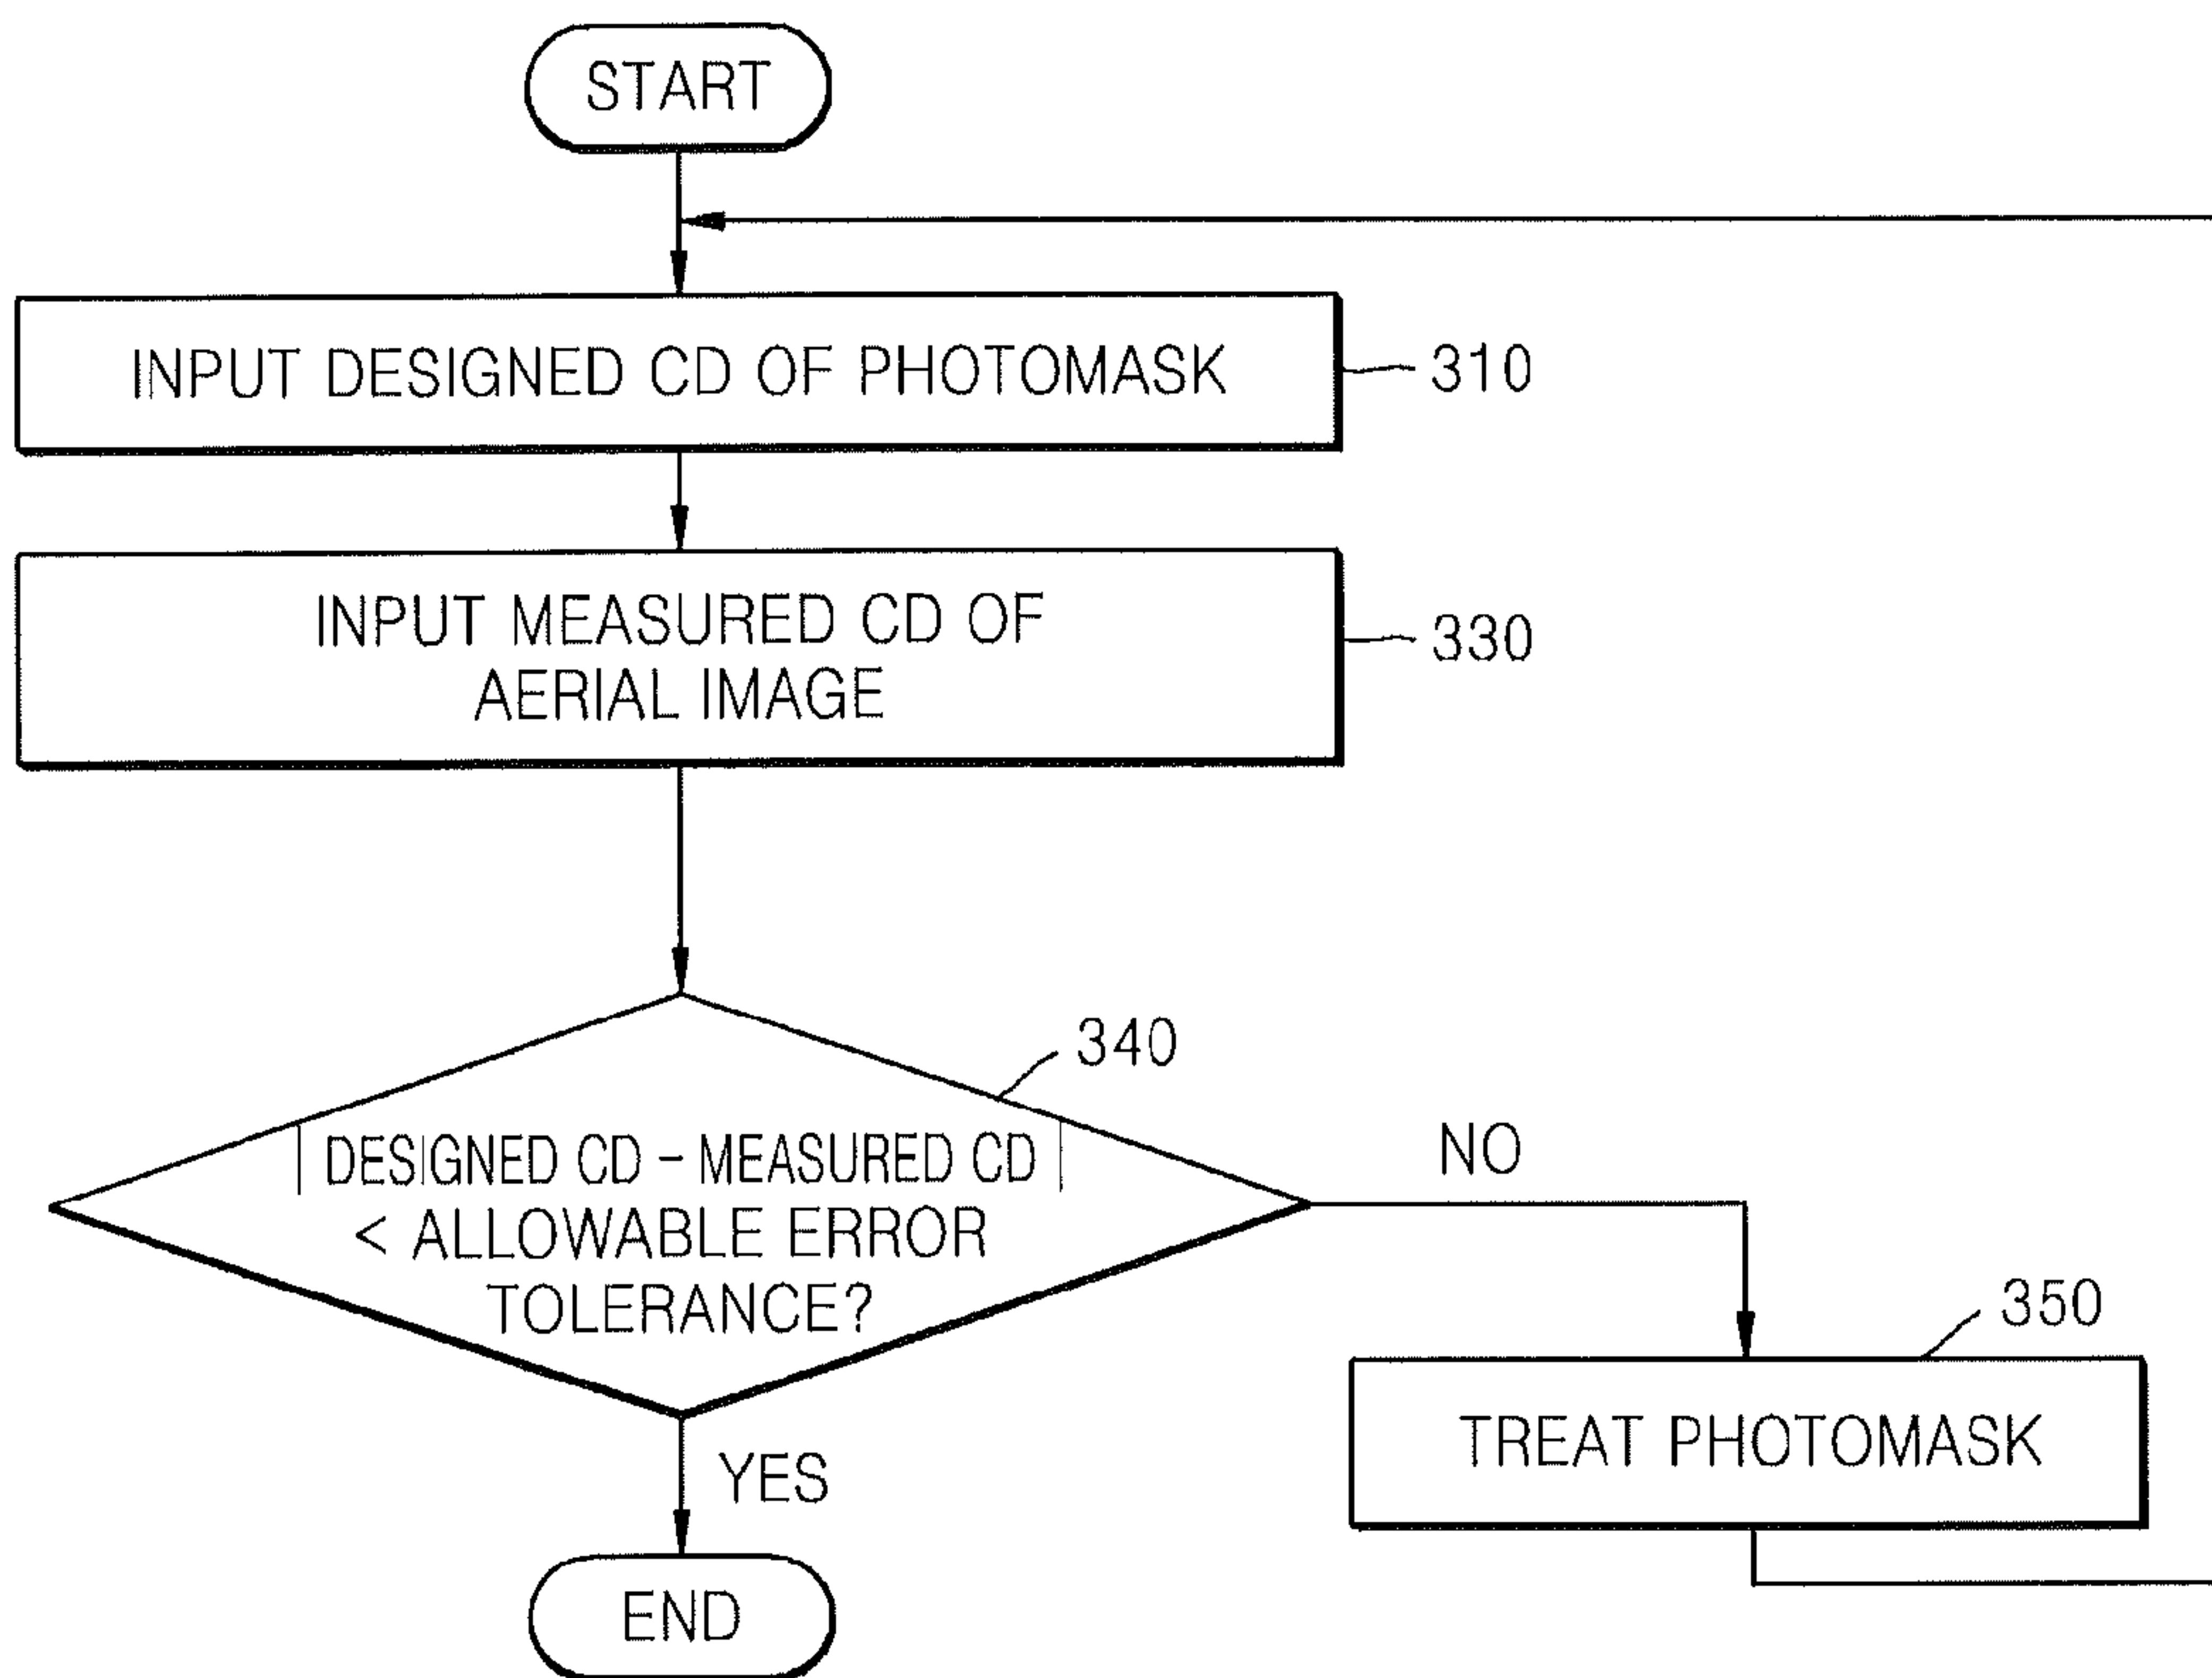 START
INPUT DESIGNED CD OF PHOTOMASK
310
INPUT MEASURED CD OF
AERIAL IMAGE
330
340
| DESIGNED CD - MEASURED CD |
< ALLOWABLE ERROR
TOLERANCE?
NO
350
TREAT PHOTOMASK
YES
END